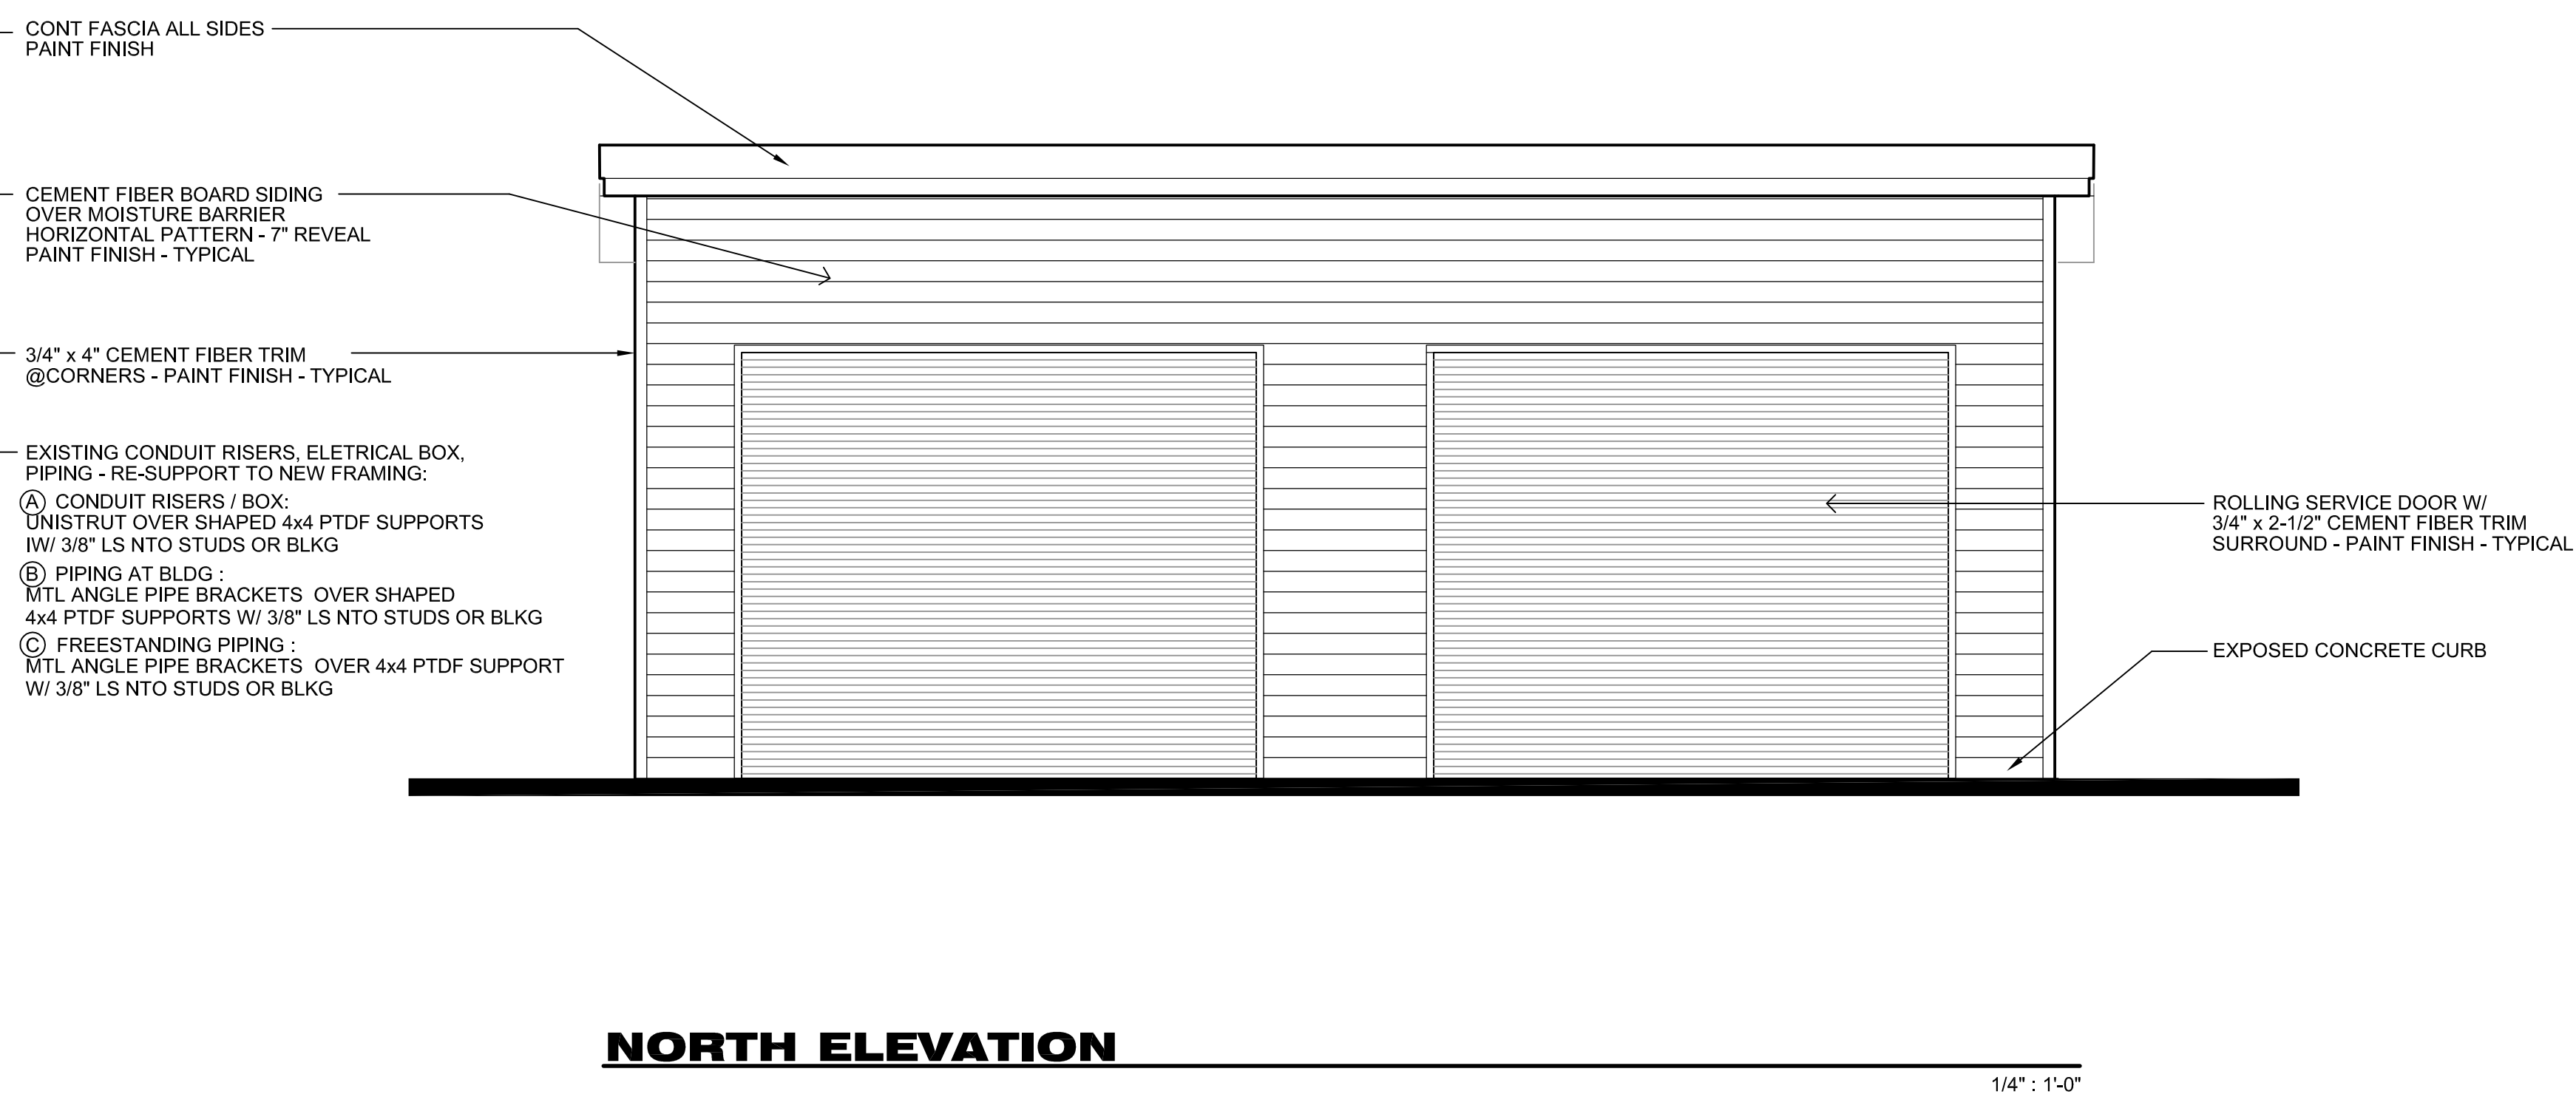 CONT FASCIA ALL SIDES
PAINT FINISH
CEMENT FIBER BOARD SIDING
OVER MOISTURE BARRIER
HORIZONTAL PATTERN - 7" REVEAL
PAINT FINISH - TYPICAL
3/4" x 4" CEMENT FIBER TRIM
@CORNERS - PAINT FINISH - TYPICAL
EXISTING CONDUIT RISERS, ELETRICAL BOX,
PIPING - RE-SUPPORT TO NEW FRAMING:
A CONDUIT RISERS / BOX:
UNISTRUT OVER SHAPED 4x4 PTDF SUPPORTS
IW/ 3/8" LS NTO STUDS OR BLKG
B PIPING AT BLDG :
MTL ANGLE PIPE BRACKETS OVER SHAPED
4x4 PTDF SUPPORTS W/ 3/8" LS NTO STUDS OR BLKG
C FREESTANDING PIPING :
MTL ANGLE PIPE BRACKETS OVER 4x4 PTDF SUPPORT
W/ 3/8" LS NTO STUDS OR BLKG
ROLLING SERVICE DOOR W/
3/4" x 2-1/2" CEMENT FIBER TRIM
SURROUND - PAINT FINISH - TYPICAL
EXPOSED CONCRETE CURB
NORTH ELEVATION
1/4" : 1'-0"